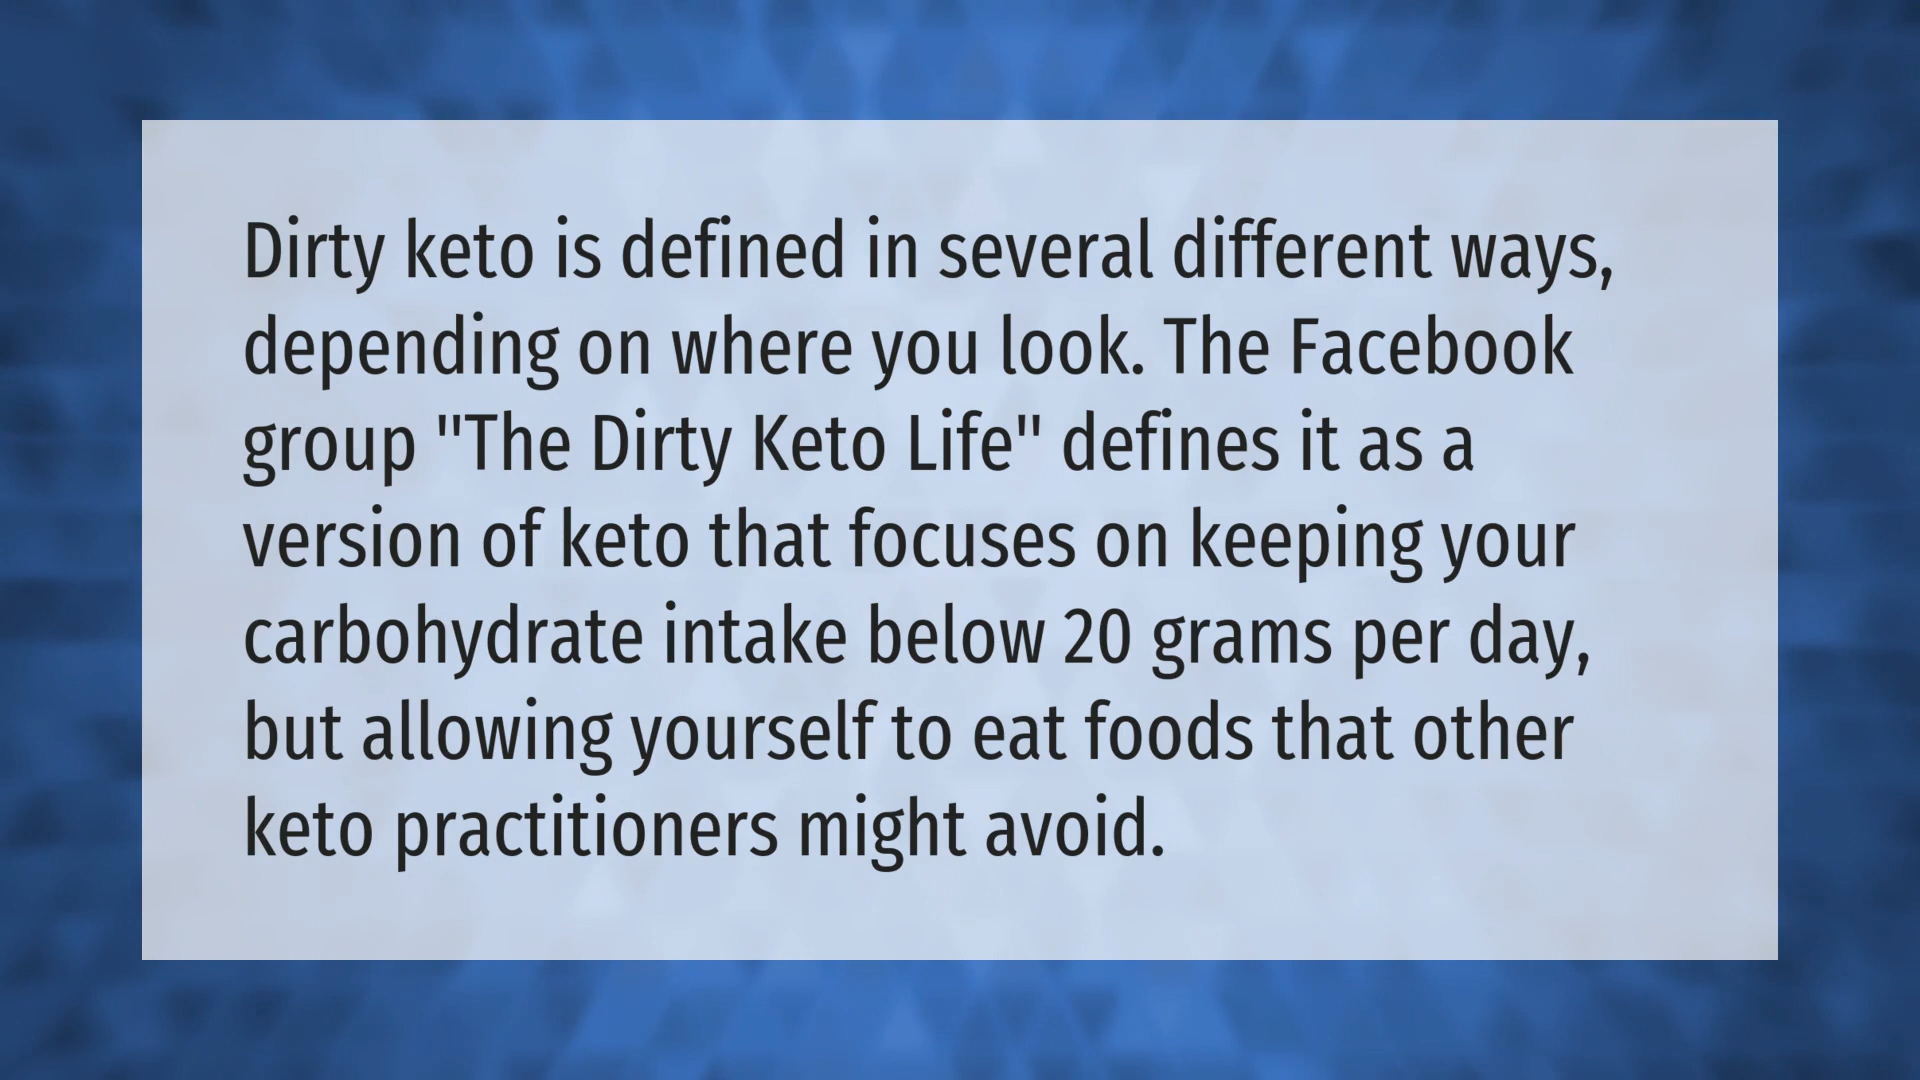 Dirty keto is defined in several different ways,
depending on where you look. The Facebook
group "The Dirty Keto Life" defines it as a
version of keto that focuses on keeping your
carbohydrate intake below 20 grams per day,
but allowing yourself to eat foods that other
keto practitioners might avoid.